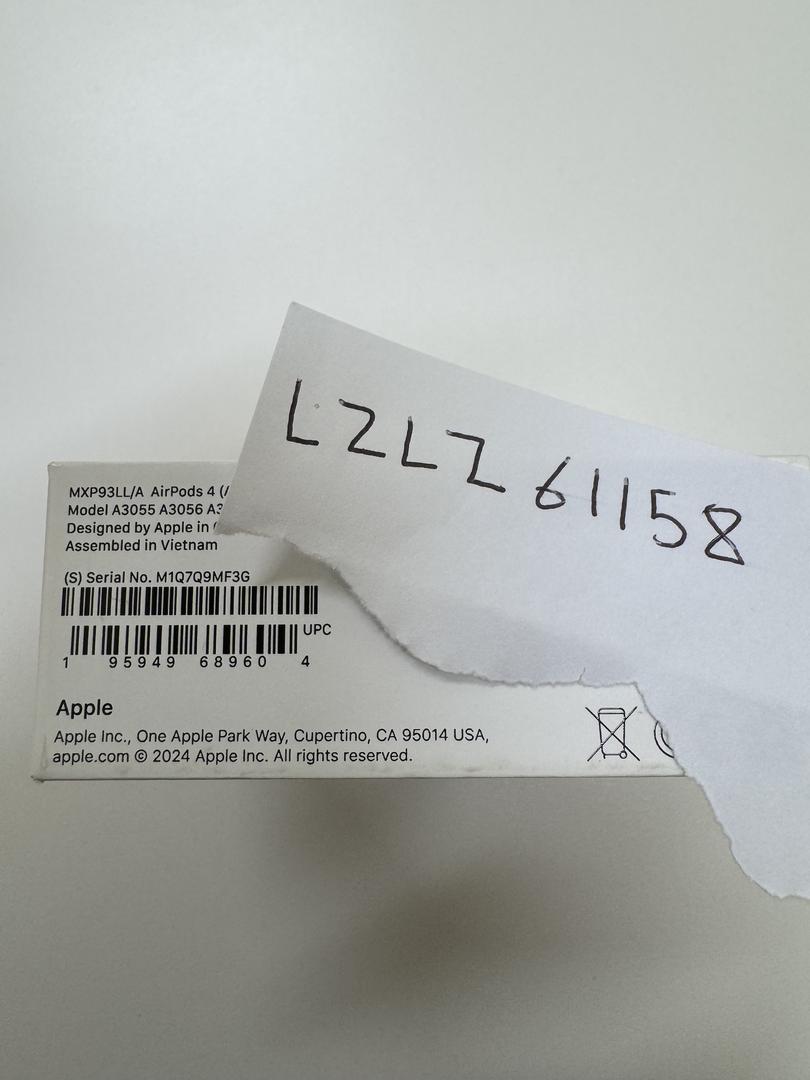 LZLZ 61158
MXP93LL/A AirPods 4 (
Model A3055 A3056 A3
Designed by Apple in
Assembled in Vietnam
(S) Serial No. M1Q7Q9MF3G
UPC
1 95949 68960 4
Apple
Apple Inc., One Apple Park Way, Cupertino, CA 95014 USA,
apple.com © 2024 Apple Inc. All rights reserved.